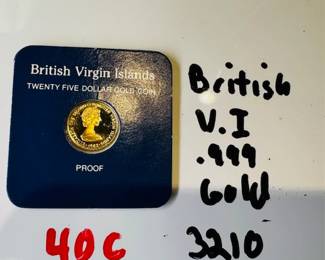 British Virgin Islands
TWENTY FIVE DOLLAR GOLD COIN
PROOF
British
V.I
.999
Gold
40c 3210